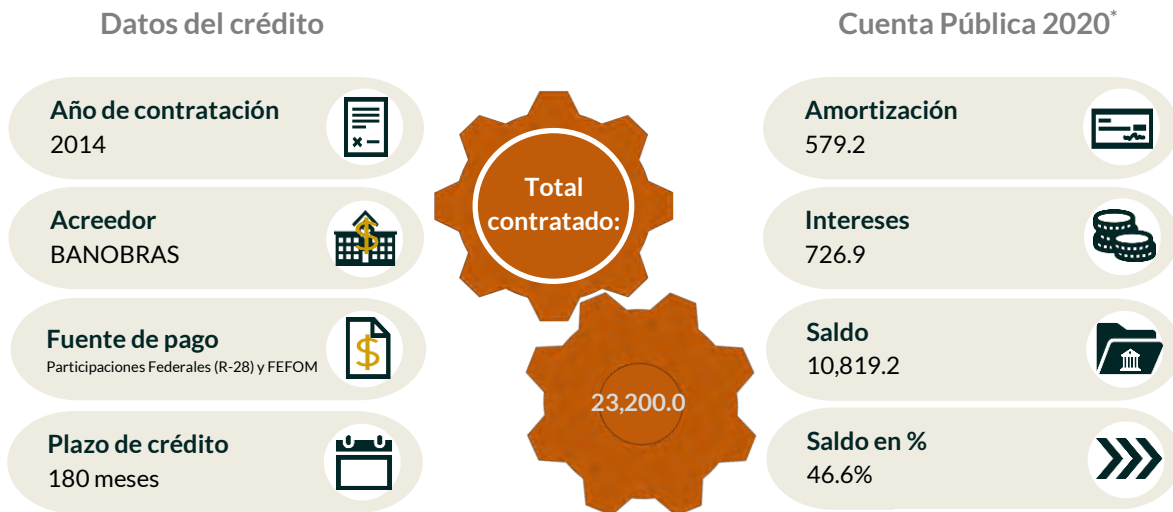 Datos del crédito
Año de contratación
2014
Acreedor
BANOBRAS
Fuente de pago
Participaciones Federales (R-28) y FEFOM
Plazo de crédito
180 meses
Total
contratado:
23,200.0
Cuenta Pública 2020*
Amortización
579.2
Intereses
726.9
Saldo
10,819.2
Saldo en %
46.6%